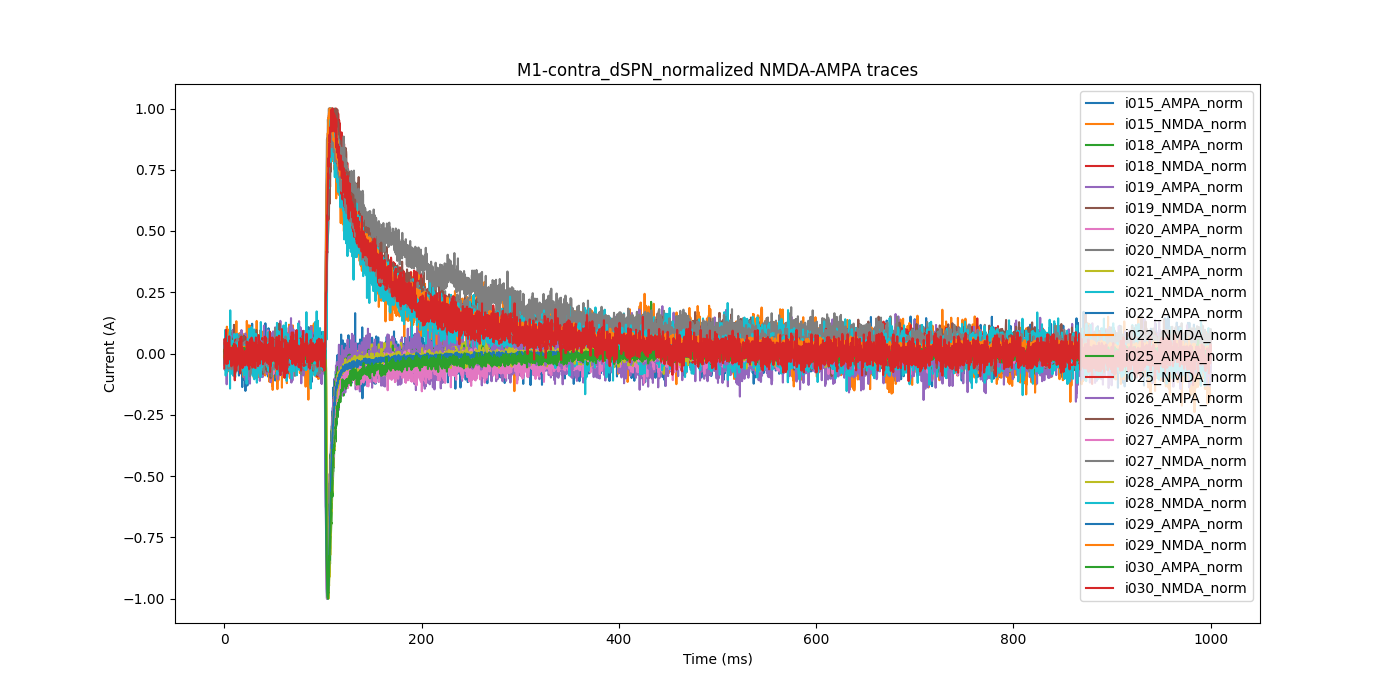 M1-contra_dSPN_normalized NMDA-AMPA traces
1.00
0.75
0.50
0.25
0.00
−0.25
−0.50
−0.75
−1.00
Current (A)
0
200
400
600
800
1000
Time (ms)
i015_AMPA_norm
i015_NMDA_norm
i018_AMPA_norm
i018_NMDA_norm
i019_AMPA_norm
i019_NMDA_norm
i020_AMPA_norm
i020_NMDA_norm
i021_AMPA_norm
i021_NMDA_norm
i022_AMPA_norm
i022_NMDA_norm
i025_AMPA_norm
i025_NMDA_norm
i026_AMPA_norm
i026_NMDA_norm
i027_AMPA_norm
i027_NMDA_norm
i028_AMPA_norm
i028_NMDA_norm
i029_AMPA_norm
i029_NMDA_norm
i030_AMPA_norm
i030_NMDA_norm